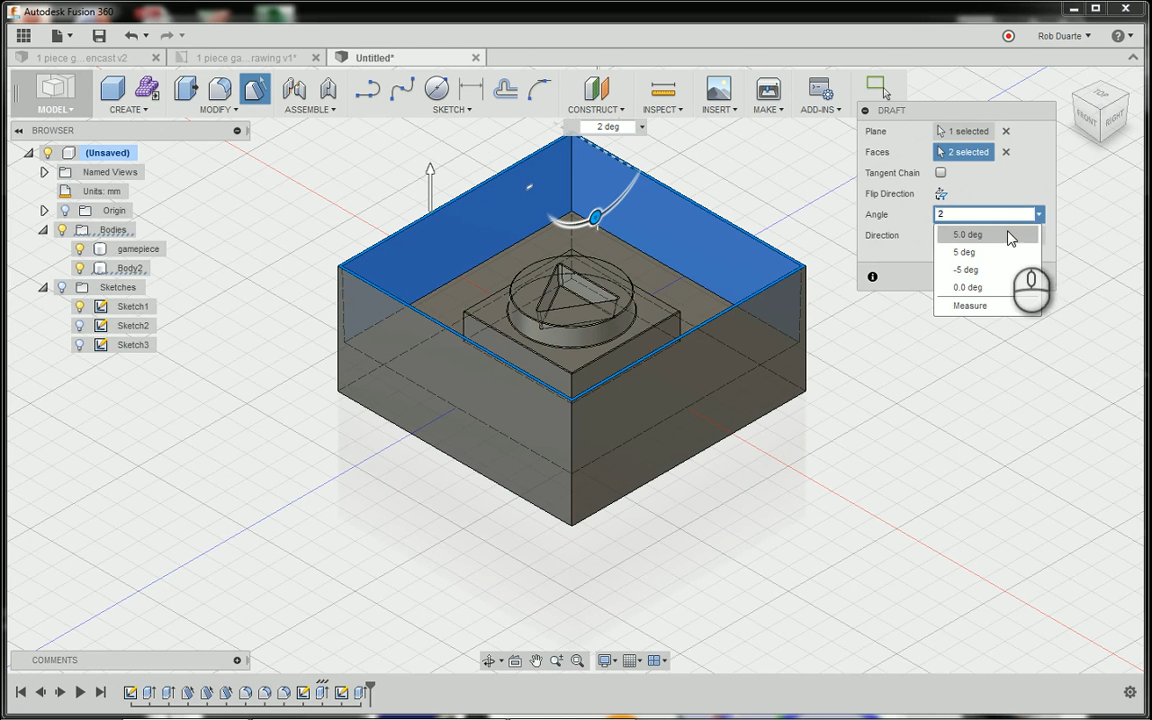 Autodesk Fusion 360
Rob Duarte
1 piece g...encast v2
1 piece ga...rawing v1*
Untitled*
MODEL
CREATE
MODIFY
ASSEMBLE
SKETCH
CONSTRUCT
INSPECT
INSERT
MAKE
ADD-INS
BROWSER
(Unsaved)
Named Views
Units: mm
Origin
Bodies
gamepiece
Body2
Sketches
Sketch1
Sketch2
Sketch3
2 deg
TOP
FRONT
RIGHT
DRAFT
Plane
1 selected
Faces
2 selected
Tangent Chain
Flip Direction
Angle
2
Direction
5.0 deg
5 deg
-5 deg
0.0 deg
Measure
COMMENTS